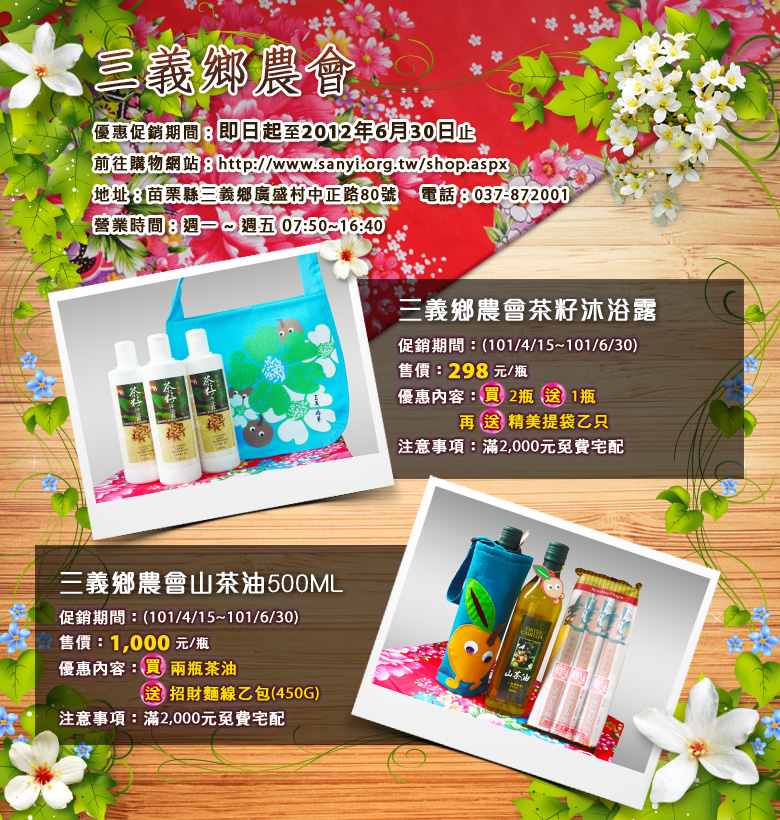 三義鄉農會
優惠促銷期間：即日起至2012年6月30日止
前往購物網站：http://www.sanyi.org.tw/shop.aspx
地址：苗栗縣三義鄉廣盛村中正路80號 電話：037-872001
營業時間：週一 ~ 週五 07:50~16:40
三義鄉農會茶籽沐浴露
促銷期間：(101/4/15~101/6/30)
售價：298 元/瓶
優惠內容：買 2瓶 送 1瓶
再 送 精美提袋乙只
注意事項：滿2,000元免費宅配
茶籽
茶籽
茶籽
三義鄉農會山茶油500ML
促銷期間：(101/4/15~101/6/30)
售價：1,000 元/瓶
優惠內容：買 兩瓶茶油
送 招財麵線乙包(450G)
注意事項：滿2,000元免費宅配
山茶油